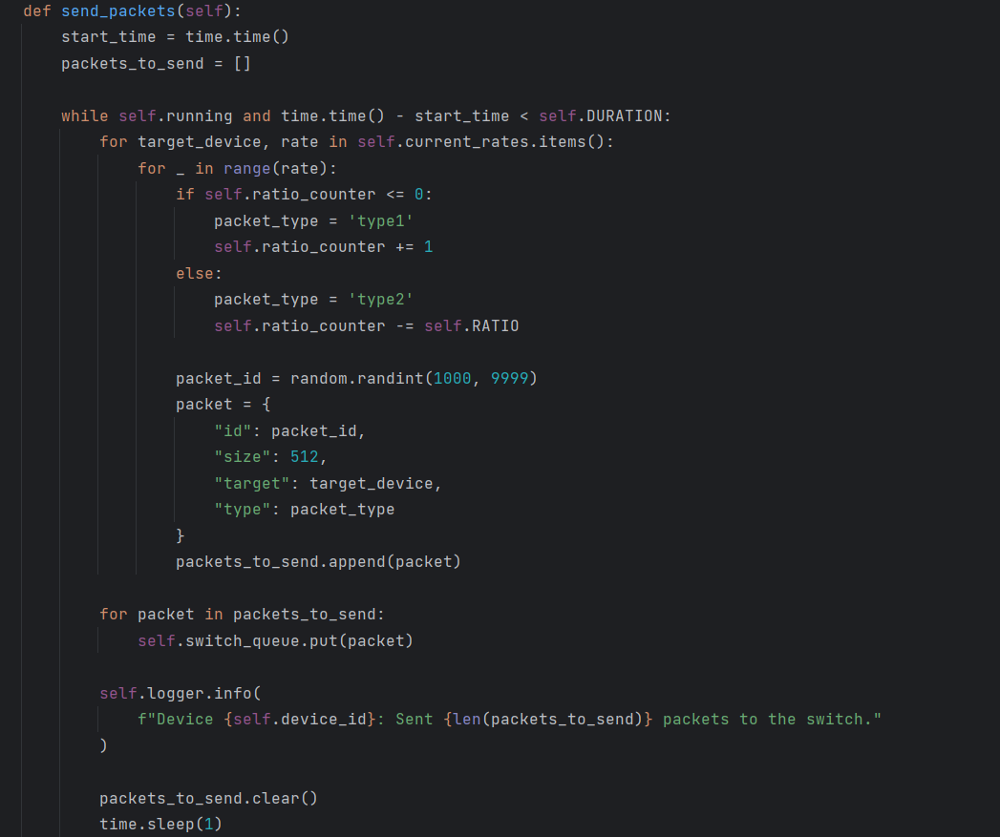 def send_packets(self):
    start_time = time.time()
    packets_to_send = []

    while self.running and time.time() - start_time < self.DURATION:
        for target_device, rate in self.current_rates.items():
            for _ in range(rate):
                if self.ratio_counter <= 0:
                    packet_type = 'type1'
                    self.ratio_counter += 1
                else:
                    packet_type = 'type2'
                    self.ratio_counter -= self.RATIO

                packet_id = random.randint(1000, 9999)
                packet = {
                    "id": packet_id,
                    "size": 512,
                    "target": target_device,
                    "type": packet_type
                }
                packets_to_send.append(packet)

        for packet in packets_to_send:
            self.switch_queue.put(packet)

        self.logger.info(
            f"Device {self.device_id}: Sent {len(packets_to_send)} packets to the switch."
        )

        packets_to_send.clear()
        time.sleep(1)